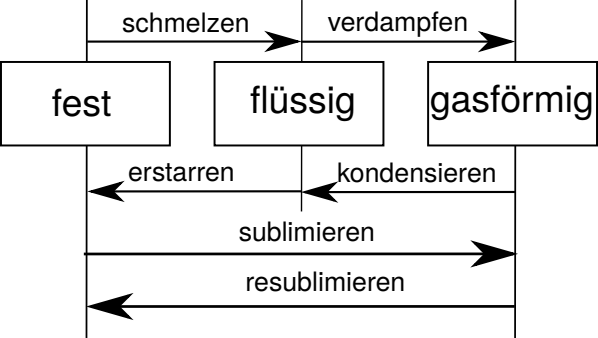 schmelzen
verdampfen
fest
flüssig
gasförmig
erstarren
kondensieren
sublimieren
resublimieren